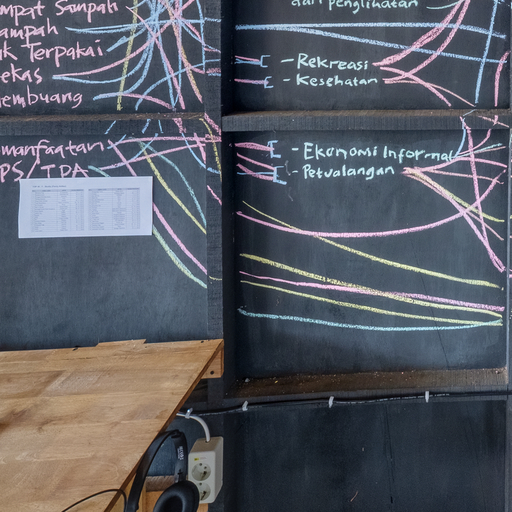 mpat Sampah
ampah
k Terpakai
ekas
embuang
manfaatan
PS/TPA
dari penglihatan
- Rekreasi
E - Kesehatan
E - Ekonomi Informal
- Petualangan